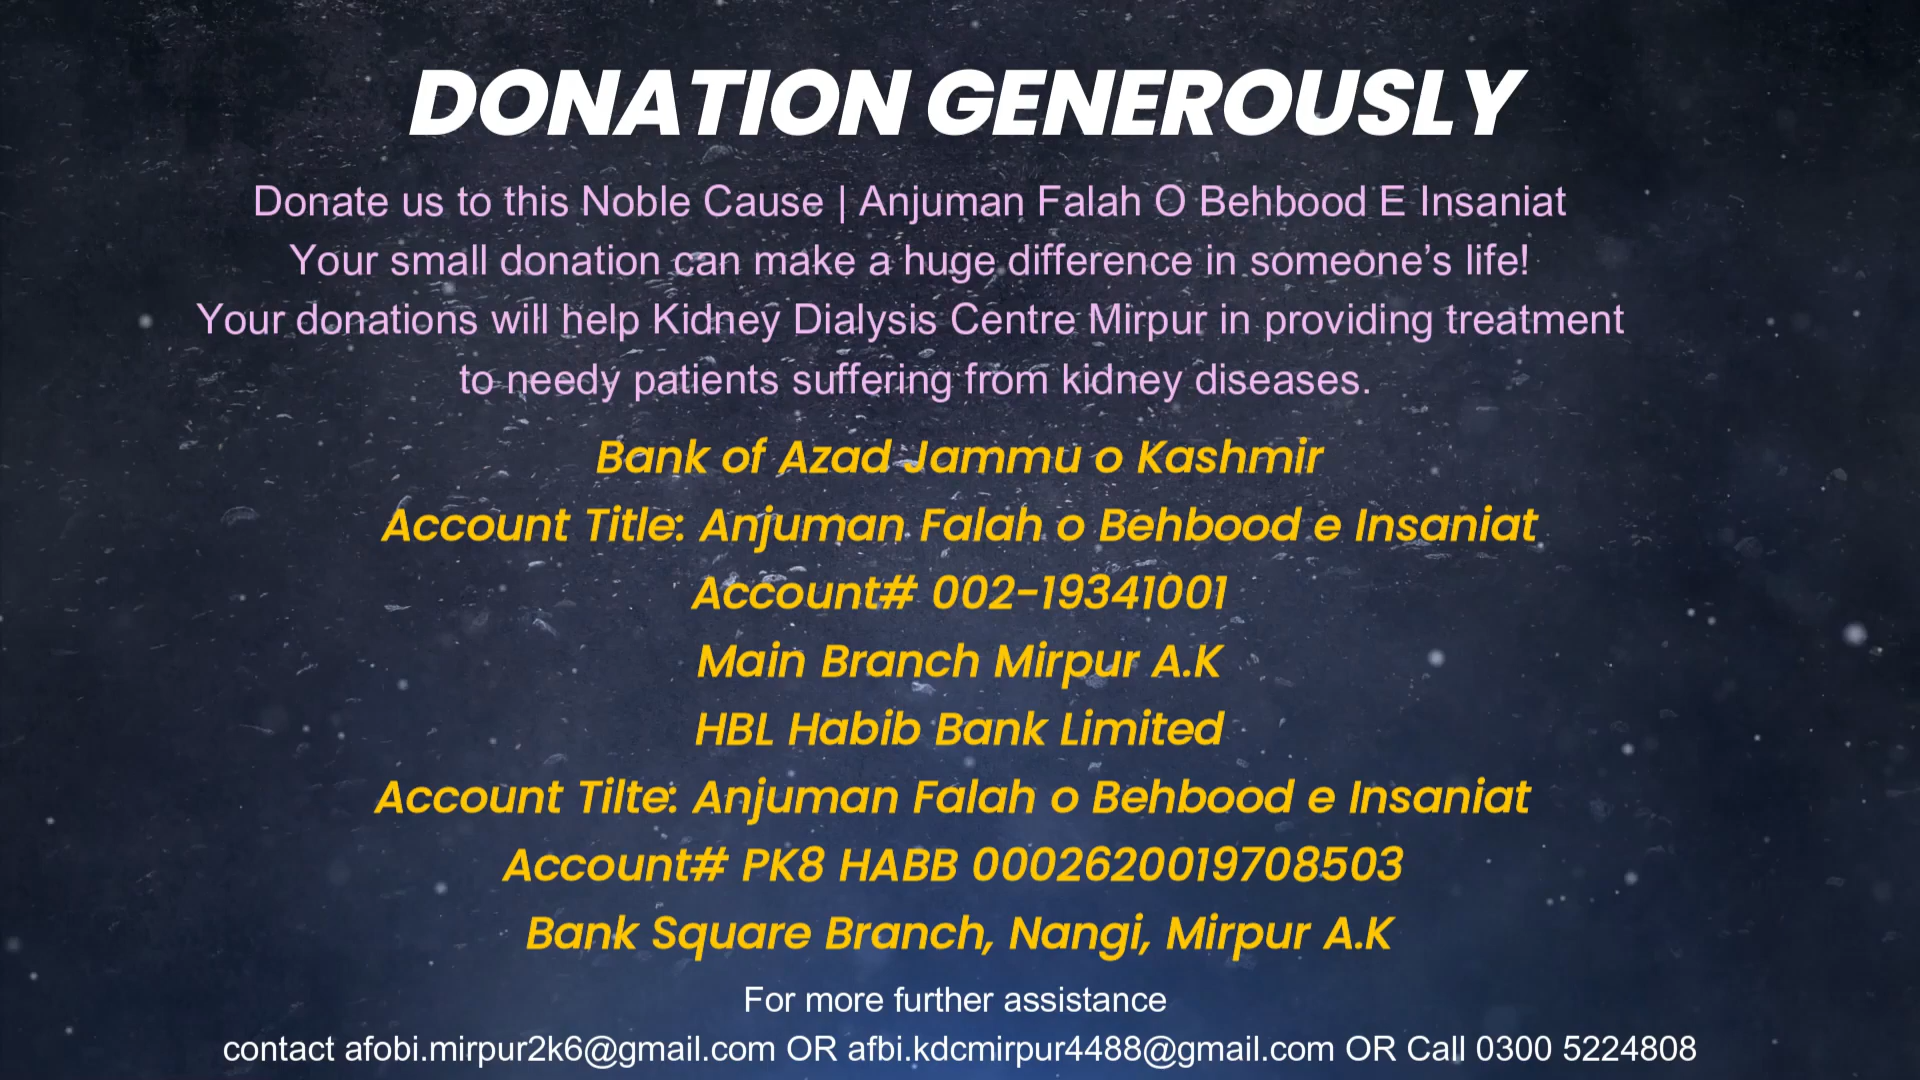 DONATION GENEROUSLY
Donate us to this Noble Cause | Anjuman Falah O Behbood E Insaniat
Your small donation can make a huge difference in someone’s life!
Your donations will help Kidney Dialysis Centre Mirpur in providing treatment
to needy patients suffering from kidney diseases.
Bank of Azad Jammu o Kashmir
Account Title: Anjuman Falah o Behbood e Insaniat
Account# 002-19341001
Main Branch Mirpur A.K
HBL Habib Bank Limited
Account Tilte: Anjuman Falah o Behbood e Insaniat
Account# PK8 HABB 0002620019708503
Bank Square Branch, Nangi, Mirpur A.K
For more further assistance
contact afobi.mirpur2k6@gmail.com OR afbi.kdcmirpur4488@gmail.com OR Call 0300 5224808